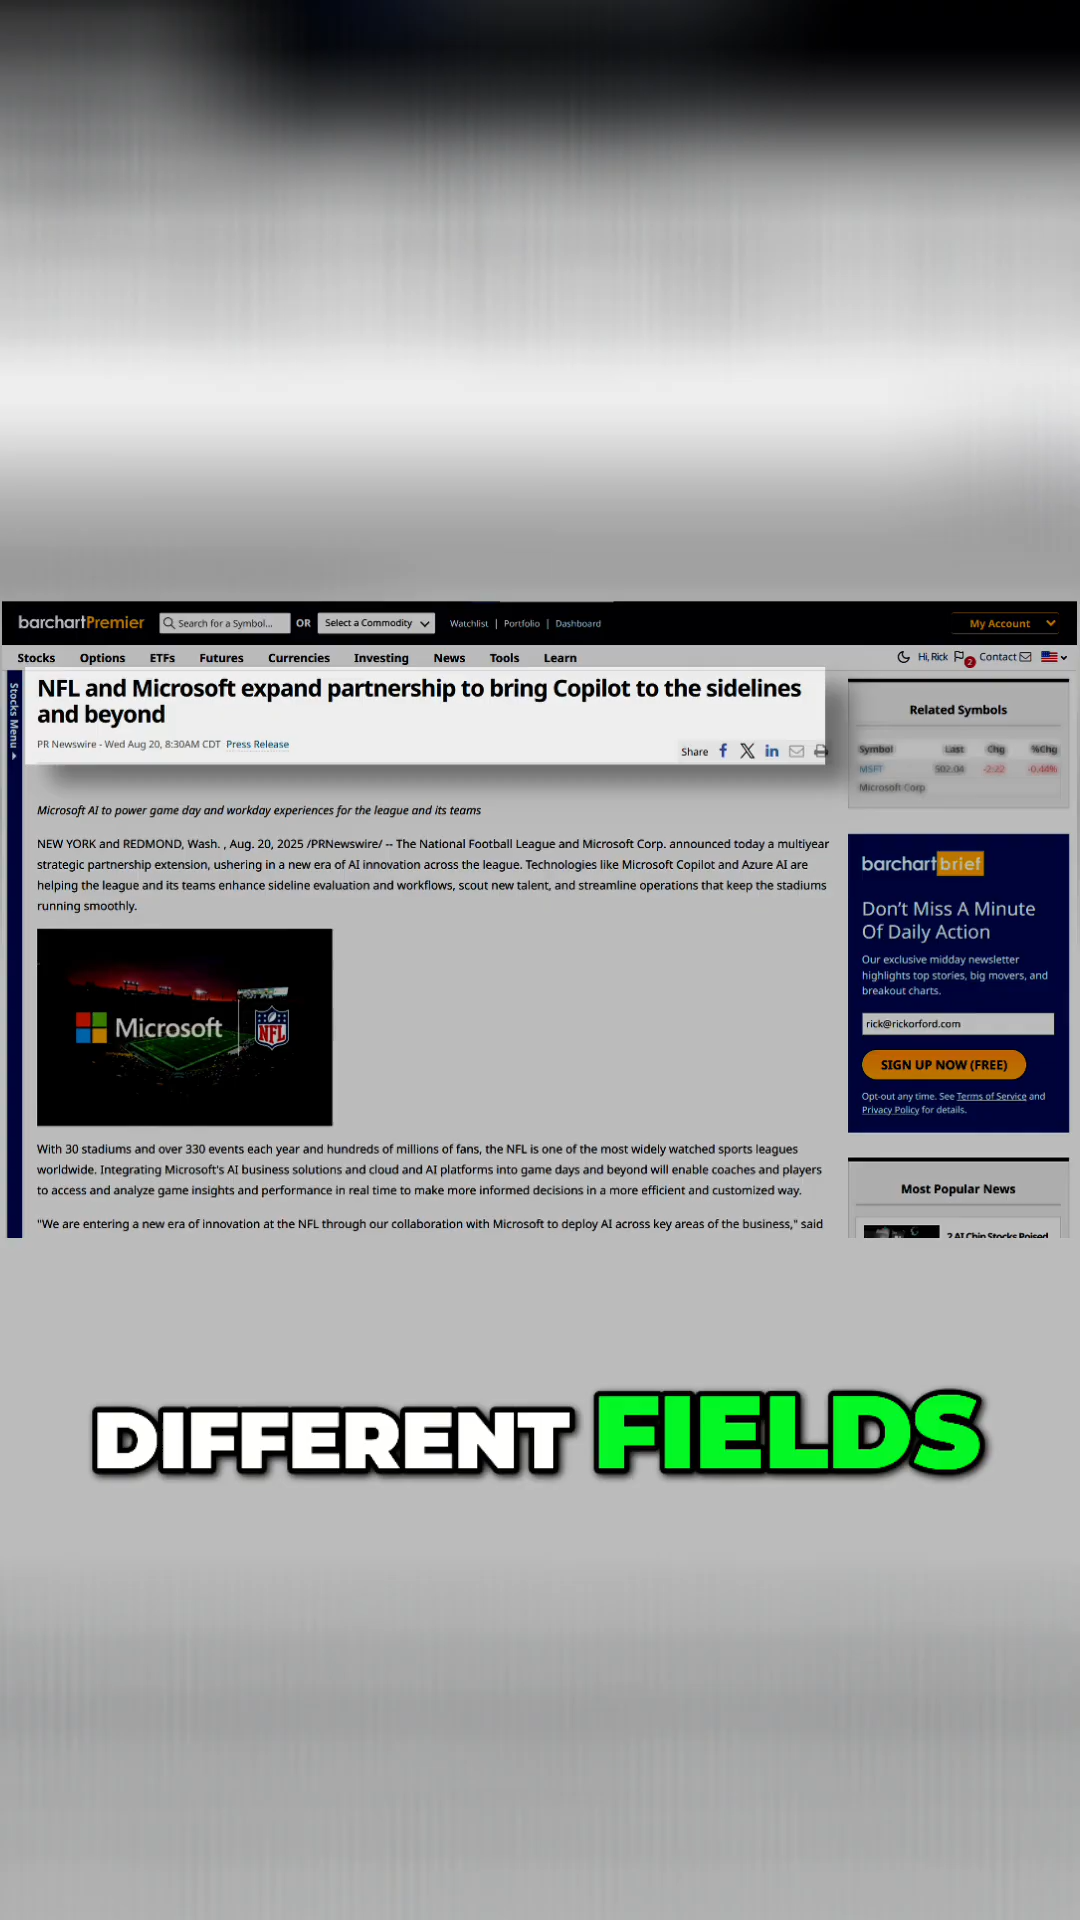 barchartPremier
Search for a Symbol...
OR
Select a Commodity
Watchlist | Portfolio | Dashboard
My Account
Stocks Options ETFs Futures Currencies Investing News Tools Learn
Hi, Rick
2
Contact
Stocks Menu
NFL and Microsoft expand partnership to bring Copilot to the sidelines
and beyond
PR Newswire - Wed Aug 20, 8:30AM CDT Press Release
Share
Microsoft AI to power game day and workday experiences for the league and its teams
NEW YORK and REDMOND, Wash. , Aug. 20, 2025 /PRNewswire/ -- The National Football League and Microsoft Corp. announced today a multiyear
strategic partnership extension, ushering in a new era of AI innovation across the league. Technologies like Microsoft Copilot and Azure AI are
helping the league and its teams enhance sideline evaluation and workflows, scout new talent, and streamline operations that keep the stadiums
running smoothly.
Microsoft
NFL
With 30 stadiums and over 330 events each year and hundreds of millions of fans, the NFL is one of the most widely watched sports leagues
worldwide. Integrating Microsoft's AI business solutions and cloud and AI platforms into game days and beyond will enable coaches and players
to access and analyze game insights and performance in real time to make more informed decisions in a more efficient and customized way.
"We are entering a new era of innovation at the NFL through our collaboration with Microsoft to deploy AI across key areas of the business," said
Related Symbols
Symbol Last Chg %Chg
MSFT 502.04 -2.22 -0.44%
Microsoft Corp
barchart brief
Don't Miss A Minute
Of Daily Action
Our exclusive midday newsletter
highlights top stories, big movers, and
breakout charts.
rick@rickorford.com
SIGN UP NOW (FREE)
Opt-out any time. See Terms of Service and
Privacy Policy for details.
Most Popular News
2 AI Chip Stocks Poised
DIFFERENT FIELDS